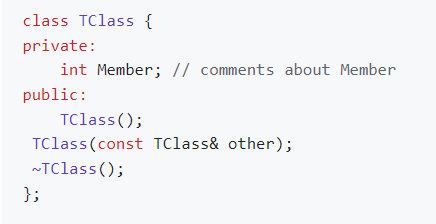 class TClass {
private:
    int Member; // comments about Member
public:
    TClass();
 TClass(const TClass& other);
 ~TClass();
};